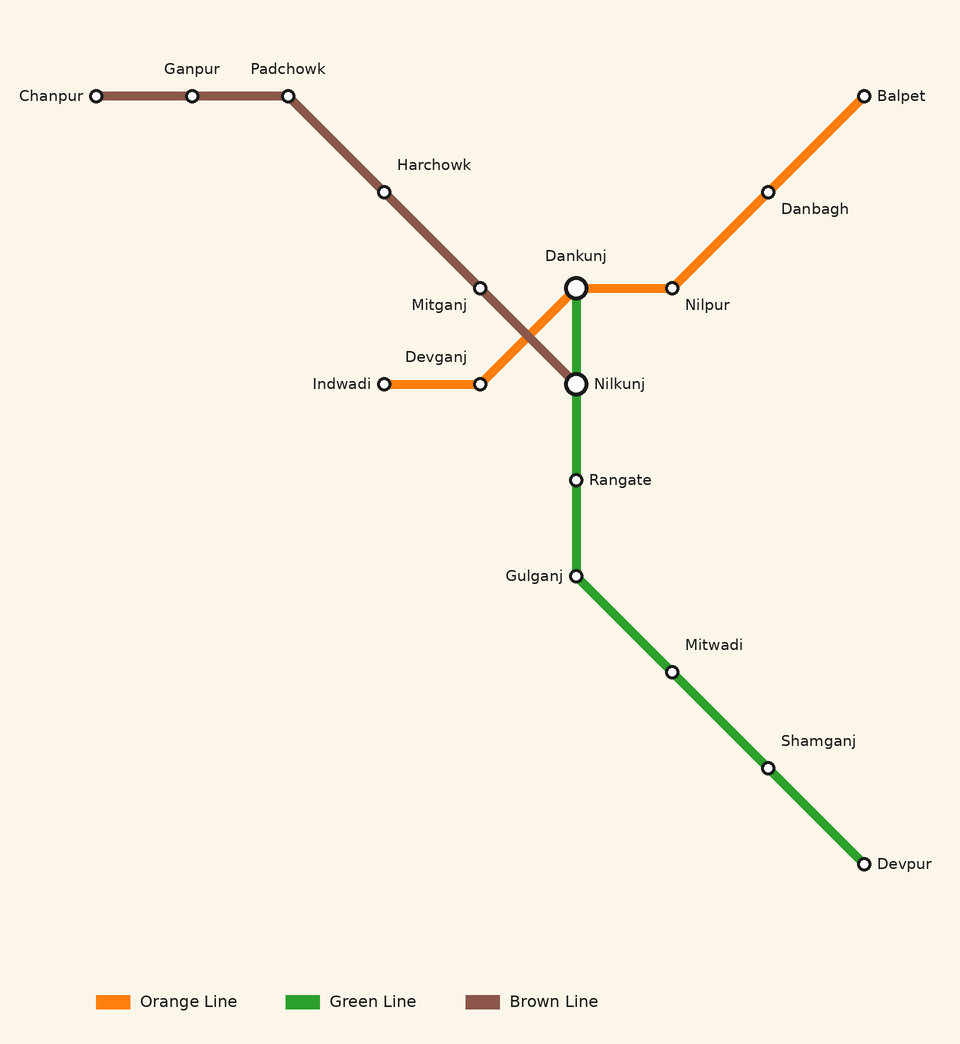 Ganpur
Padchowk
Chanpur
Balpet
Harchowk
Danbagh
Dankunj
Mitganj
Nilpur
Devganj
Indwadi
Nilkunj
Rangate
Gulganj
Mitwadi
Shamganj
Devpur
Orange Line
Green Line
Brown Line